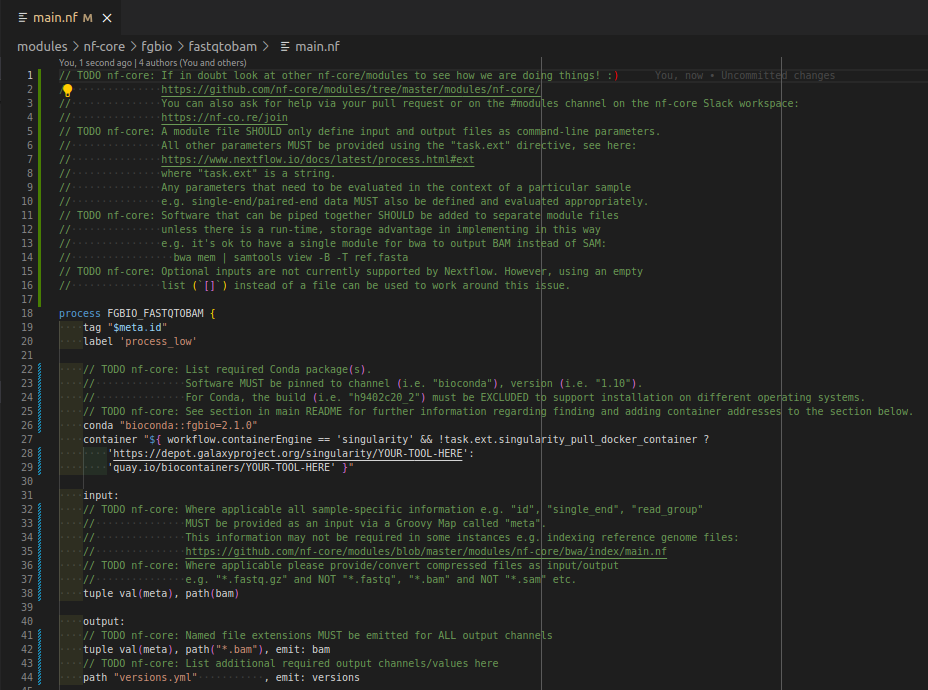 main.nf M ×
modules > nf-core > fgbio > fastqtobam > main.nf
You, 1 second ago | 4 authors (You and others)
1 // TODO nf-core: If in doubt look at other nf-core/modules to see how we are doing things! :) You, now • Uncommitted changes
2 https://github.com/nf-core/modules/tree/master/modules/nf-core/
3 // You can also ask for help via your pull request or on the #modules channel on the nf-core Slack workspace:
4 // https://nf-co.re/join
5 // TODO nf-core: A module file SHOULD only define input and output files as command-line parameters.
6 // All other parameters MUST be provided using the "task.ext" directive, see here:
7 // https://www.nextflow.io/docs/latest/process.html#ext
8 // where "task.ext" is a string.
9 // Any parameters that need to be evaluated in the context of a particular sample
10 // e.g. single-end/paired-end data MUST also be defined and evaluated appropriately.
11 // TODO nf-core: Software that can be piped together SHOULD be added to separate module files
12 // unless there is a run-time, storage advantage in implementing in this way
13 // e.g. it's ok to have a single module for bwa to output BAM instead of SAM:
14 // bwa mem | samtools view -B -T ref.fasta
15 // TODO nf-core: Optional inputs are not currently supported by Nextflow. However, using an empty
16 // list (`[]`) instead of a file can be used to work around this issue.
17
18 process FGBIO_FASTQTOBAM {
19 tag "$meta.id"
20 label 'process_low'
21
22 // TODO nf-core: List required Conda package(s).
23 // Software MUST be pinned to channel (i.e. "bioconda"), version (i.e. "1.10").
24 // For Conda, the build (i.e. "h9402c20_2") must be EXCLUDED to support installation on different operating systems.
25 // TODO nf-core: See section in main README for further information regarding finding and adding container addresses to the section below.
26 conda "bioconda::fgbio=2.1.0"
27 container "${ workflow.containerEngine == 'singularity' && !task.ext.singularity_pull_docker_container ?
28 'https://depot.galaxyproject.org/singularity/YOUR-TOOL-HERE':
29 'quay.io/biocontainers/YOUR-TOOL-HERE' }"
30
31 input:
32 // TODO nf-core: Where applicable all sample-specific information e.g. "id", "single_end", "read_group"
33 // MUST be provided as an input via a Groovy Map called "meta".
34 // This information may not be required in some instances e.g. indexing reference genome files:
35 // https://github.com/nf-core/modules/blob/master/modules/nf-core/bwa/index/main.nf
36 // TODO nf-core: Where applicable please provide/convert compressed files as input/output
37 // e.g. "*.fastq.gz" and NOT "*.fastq", "*.bam" and NOT "*.sam" etc.
38 tuple val(meta), path(bam)
39
40 output:
41 // TODO nf-core: Named file extensions MUST be emitted for ALL output channels
42 tuple val(meta), path("*.bam"), emit: bam
43 // TODO nf-core: List additional required output channels/values here
44 path "versions.yml" , emit: versions